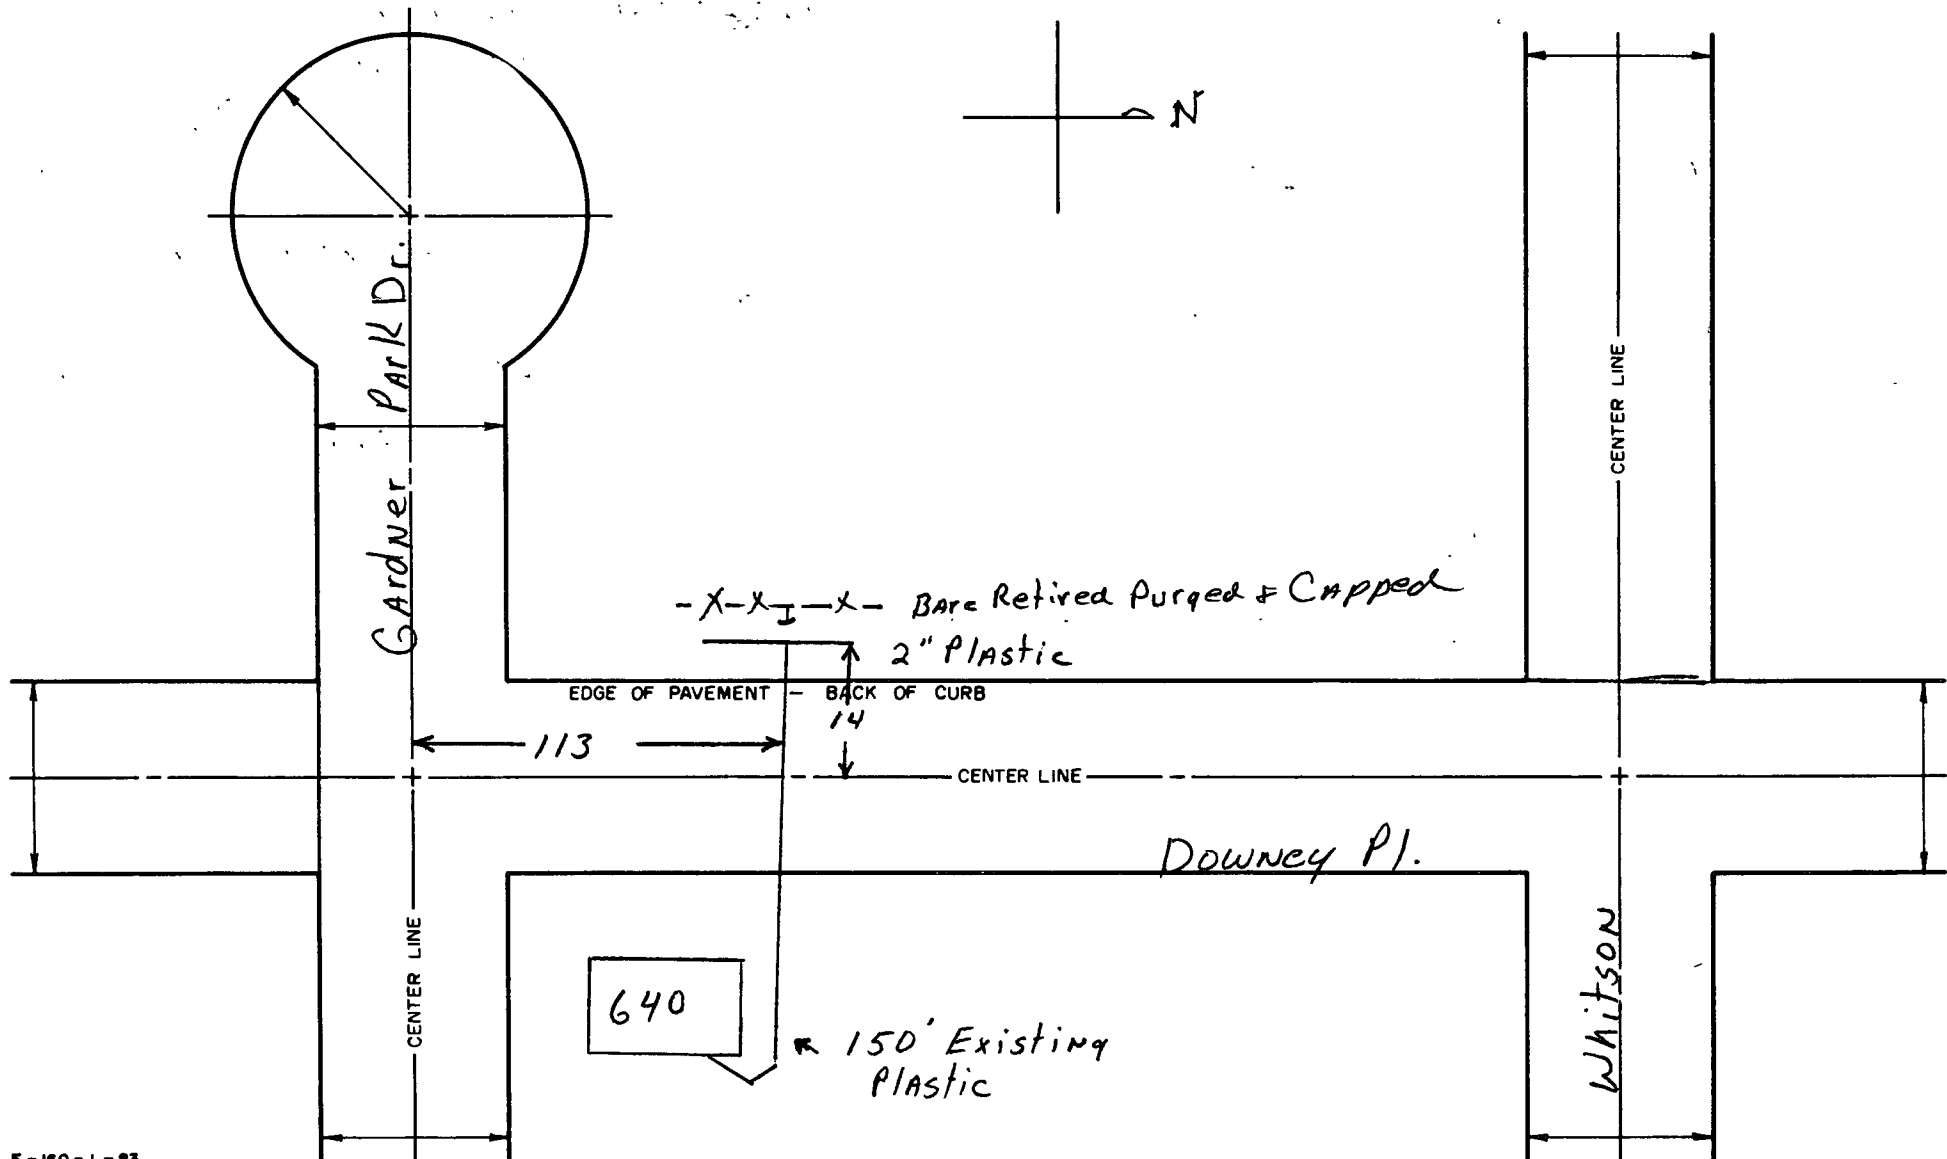 N
Gardner Park Dr.
CENTER LINE
-X-X-I-X- Bare Retired Purged & Capped
2" Plastic
EDGE OF PAVEMENT - BACK OF CURB
14
113
CENTER LINE
Downey Pl.
CENTER LINE
Whitson
640
150' Existing
Plastic